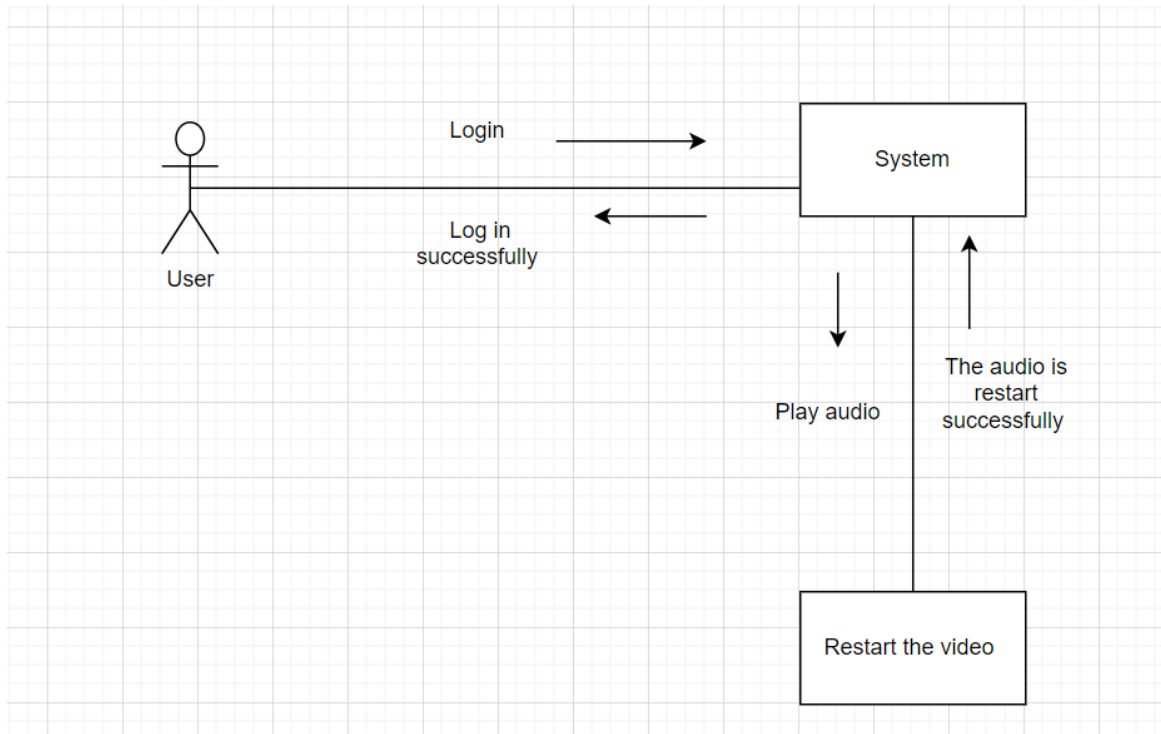 Login
System
Log in
successfully
User
The audio is
restart
successfully
Play audio
Restart the video